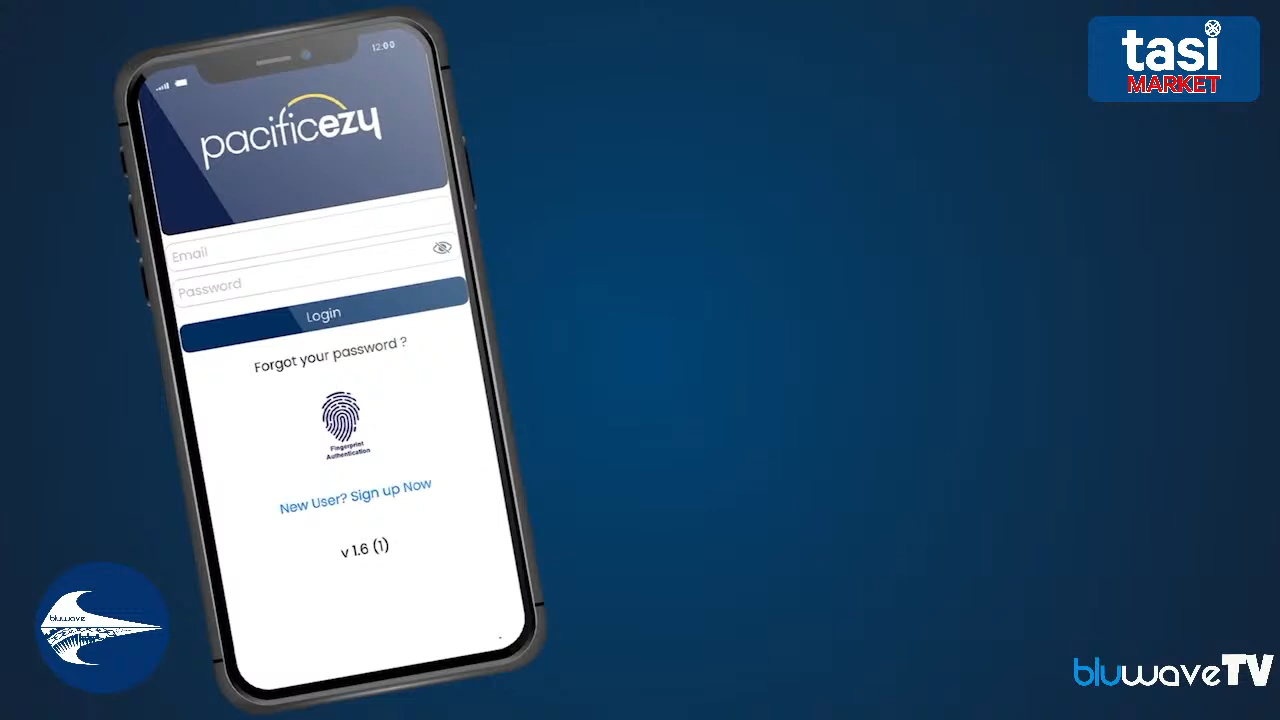 12:00
pacificezy
Email
Password
Login
Forgot your password ?
Fingerprint
Authentication
New User? Sign up Now
v 1.6 (1)
tasi
MARKET
bluwave
bluwaveTV